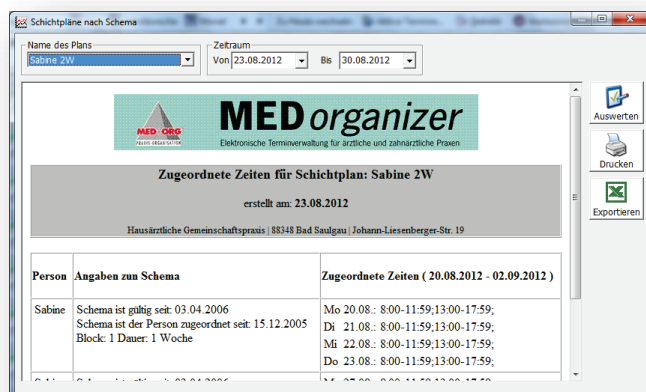 Schichtpläne nach Schema
Name des Plans
Zeitraum
Sabine 2W
Von 23.08.2012
Bis 30.08.2012
MED-ORG
PRAXIS-ORGANISATION
MED organizer
Elektronische Terminverwaltung für ärztliche und zahnärztliche Praxen
Auswerten
Drucken
Exportieren
Zugeordnete Zeiten für Schichtplan: Sabine 2W
erstellt am: 23.08.2012
Hausärztliche Gemeinschaftspraxis | 88348 Bad Saulgau | Johann-Liesenberger-Str. 19
Person Angaben zun Schema Zugeordnete Zeiten ( 20.08.2012 - 02.09.2012 )
Sabine Schema ist gültig seit: 03.04.2006 Mo 20.08.: 8:00-11:59;13:00-17:59;
Schema ist der Person zugeordnet seit: 15.12.2005 Di 21.08.: 8:00-11:59;13:00-17:59;
Block: 1 Dauer: 1 Woche Mi 22.08.: 8:00-11:59;13:00-17:59;
Do 23.08.: 8:00-11:59;13:00-17:59;